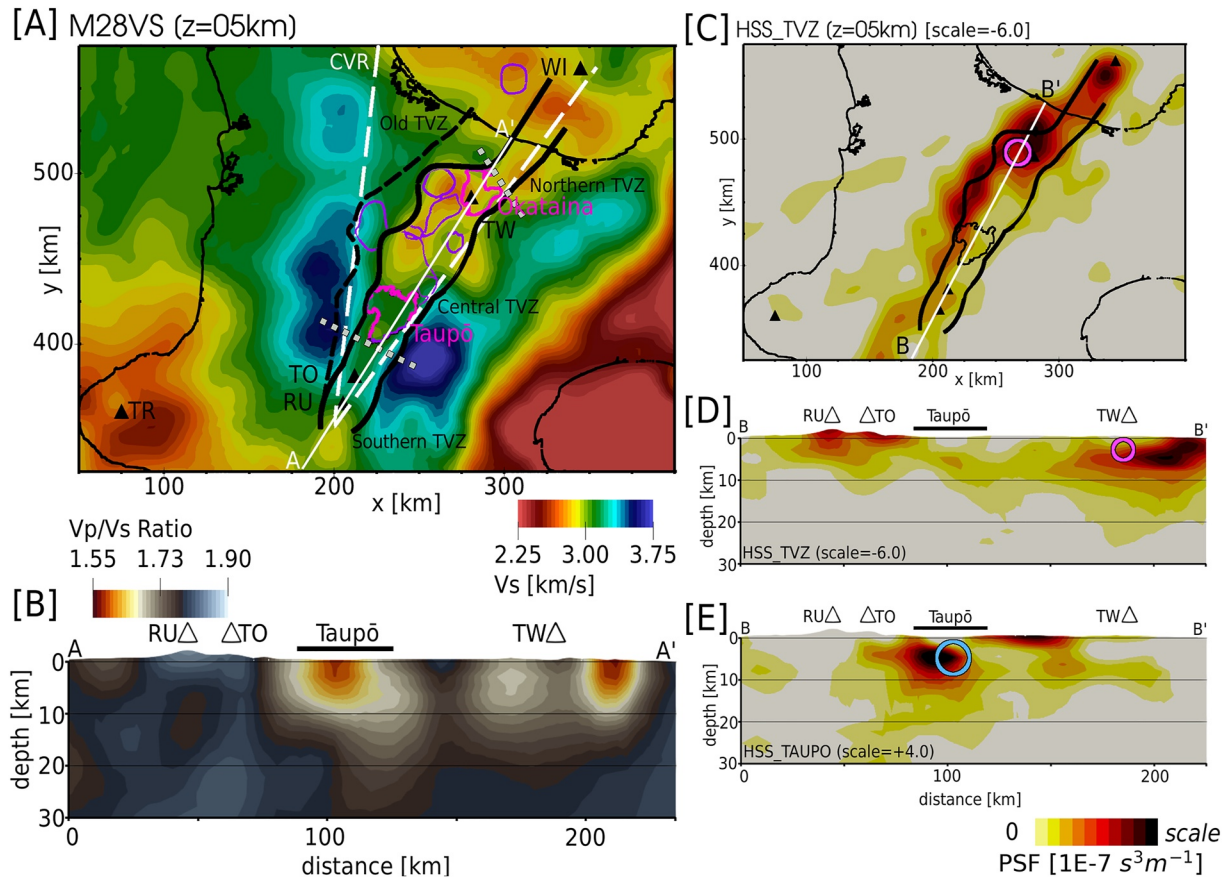 [A] M28VS (z=05km)
CVR
WI
Old TVZ
A'
500
Northern TVZ
Okataina
TW
y [km]
Central TVZ
Taupō
400
TO
RU
TR
Southern TVZ
A
100
200
300
x [km]
2.25 3.00 3.75
Vs [km/s]
Vp/Vs Ratio
1.55 1.73 1.90
[B]
A
RU
TO
Taupō
TW
A'
0
10
20
30
depth [km]
0
100
200
distance [km]
[C] HSS_TVZ (z=05km) [scale=-6.0]
B'
500
y [km]
400
B
100
200
300
x [km]
[D]
B
RU
TO
Taupō
TW
B'
0
10
20
30
depth [km]
HSS_TVZ (scale=-6.0)
[E]
B
RU
TO
Taupō
TW
B'
0
10
20
30
depth [km]
HSS_TAUPO (scale=+4.0)
0
100
200
distance [km]
0 scale
PSF [1E-7 s³m⁻¹]